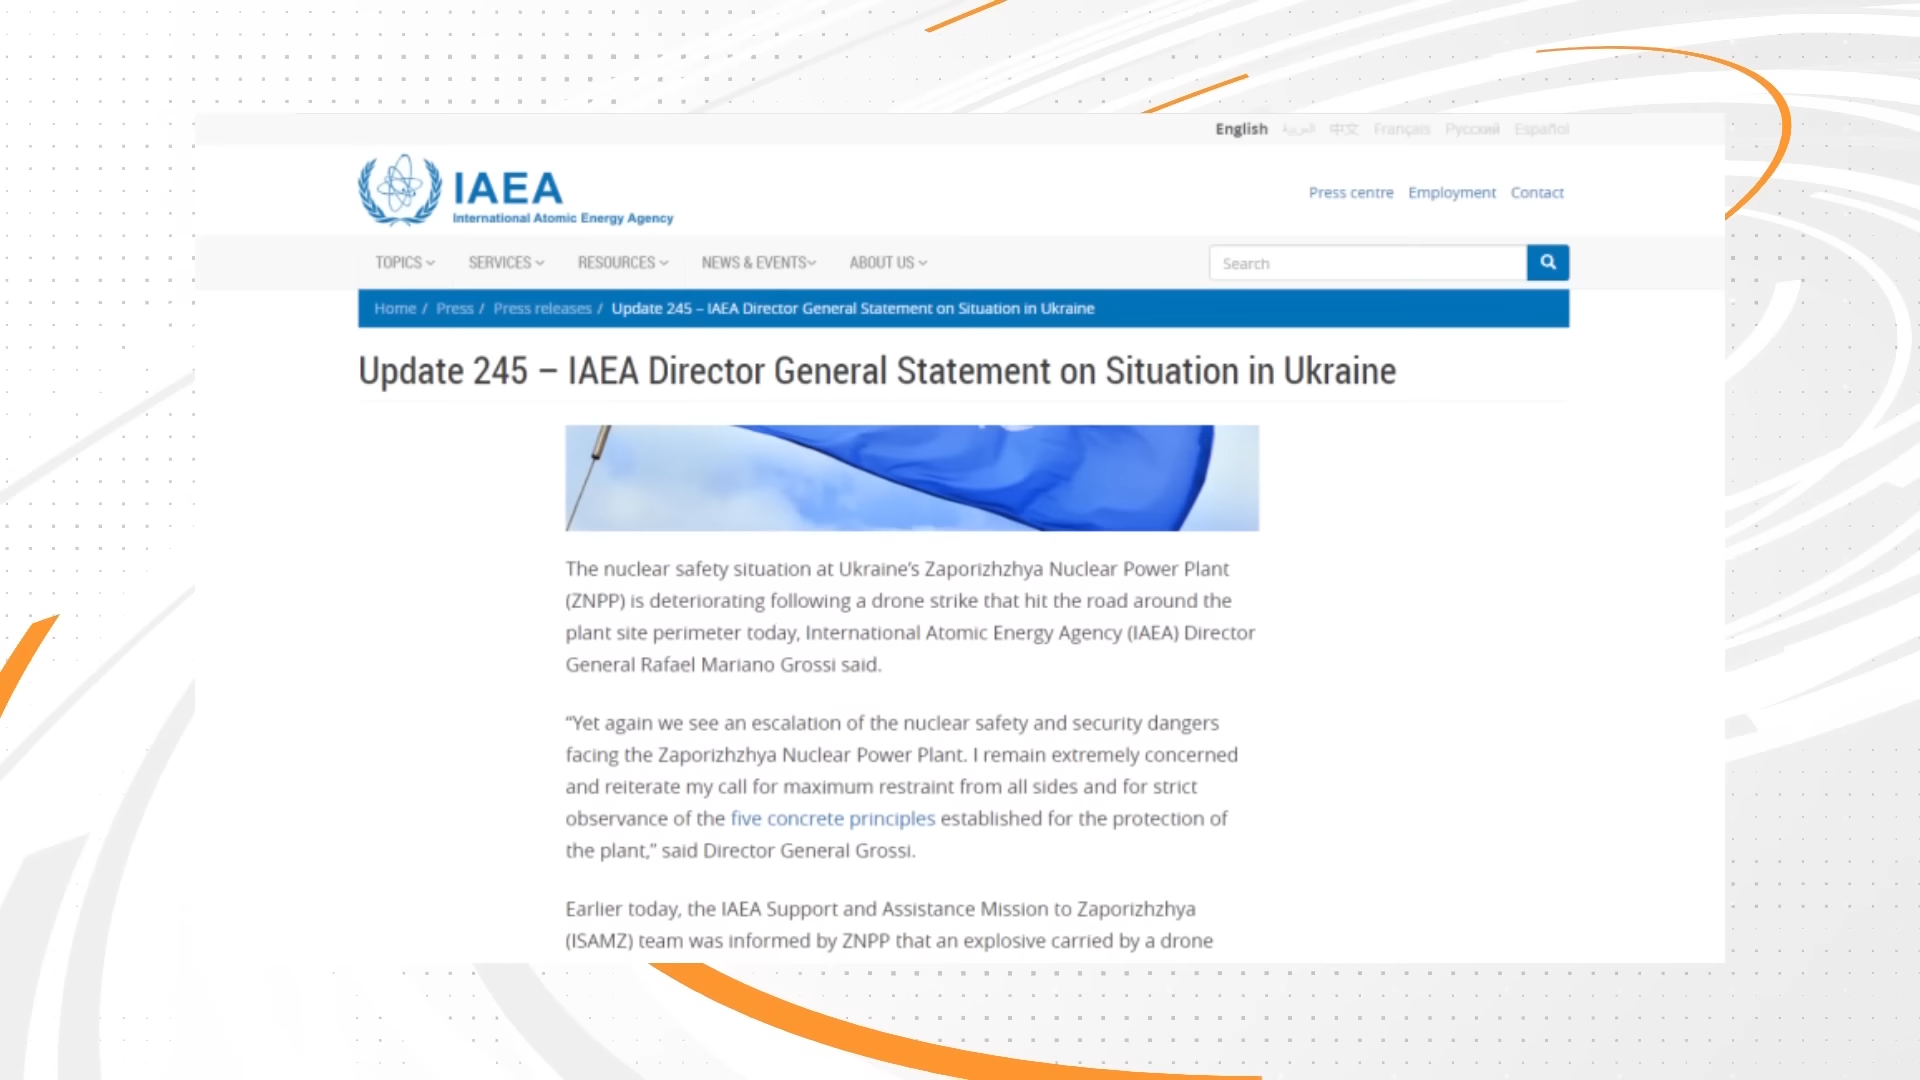 English العربية 中文 Français Русский Español
IAEA
International Atomic Energy Agency
Press centre Employment Contact
TOPICS SERVICES RESOURCES NEWS & EVENTS ABOUT US
Search
Home / Press / Press releases / Update 245 – IAEA Director General Statement on Situation in Ukraine
Update 245 – IAEA Director General Statement on Situation in Ukraine
The nuclear safety situation at Ukraine’s Zaporizhzhya Nuclear Power Plant
(ZNPP) is deteriorating following a drone strike that hit the road around the
plant site perimeter today, International Atomic Energy Agency (IAEA) Director
General Rafael Mariano Grossi said.
“Yet again we see an escalation of the nuclear safety and security dangers
facing the Zaporizhzhya Nuclear Power Plant. I remain extremely concerned
and reiterate my call for maximum restraint from all sides and for strict
observance of the five concrete principles established for the protection of
the plant,” said Director General Grossi.
Earlier today, the IAEA Support and Assistance Mission to Zaporizhzhya
(ISAMZ) team was informed by ZNPP that an explosive carried by a drone